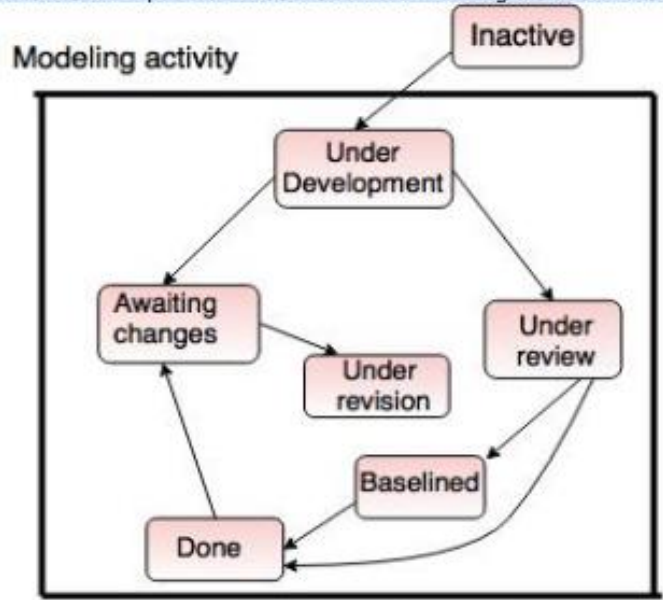 Inactive
Modeling activity
Under
Development
Awaiting
changes
Under
review
Under
revision
Baselined
Done